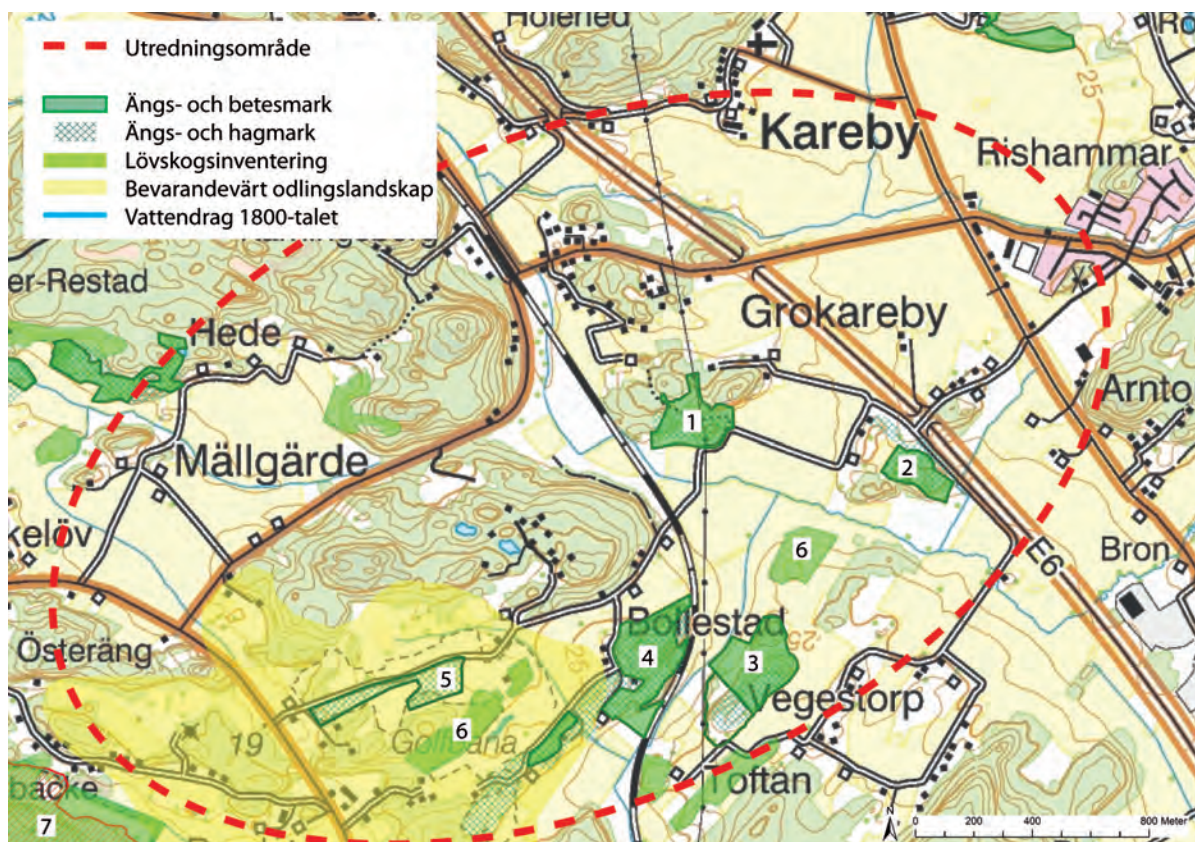 Utredningsområde
Ängs- och betesmark
Ängs- och hagmark
Lövskogsinventering
Bevarandevärt odlingslandskap
Vattendrag 1800-talet
Kareby
Rishammar
er-Restad
Hede
Grokareby
Arnto
1
Mällgärde
2
kelöv
6
E6
Bron
Österäng
Bollestad
25
25
25
4
3
5
Vegestorp
6
19
Golfbana
Toftan
backe
7
N
0 200 400 800 Meter